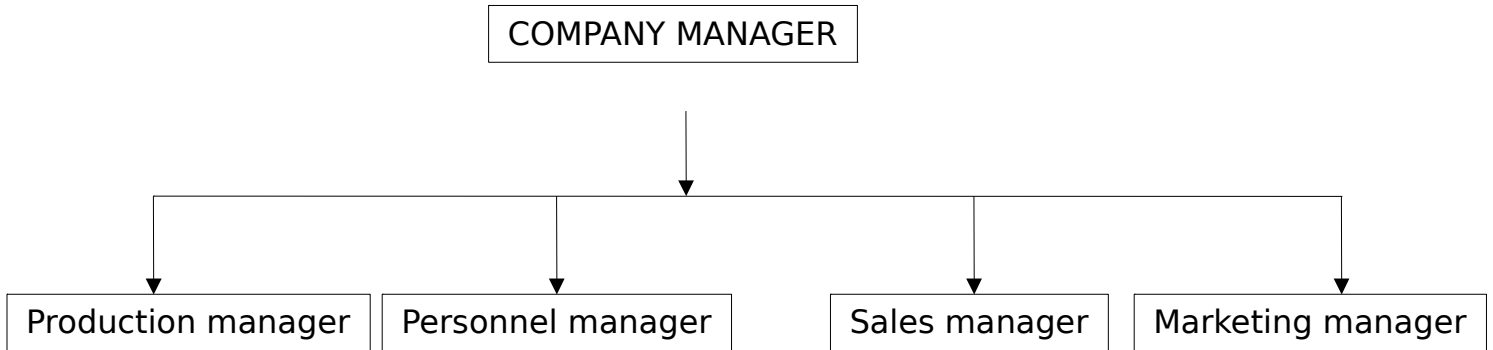 COMPANY MANAGER
Production manager
Personnel manager
Sales manager
Marketing manager